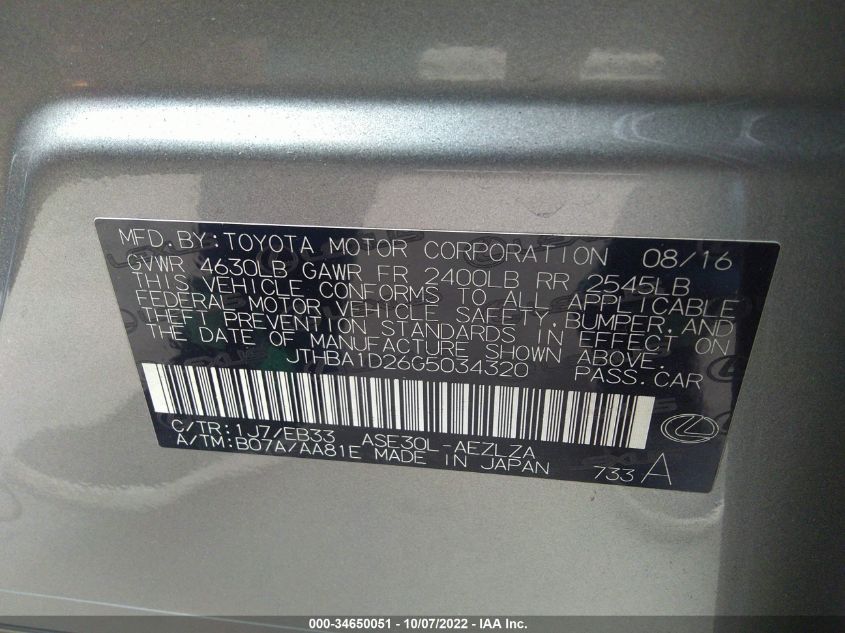 MFD.BY:TOYOTA MOTOR CORPORATION 08/16
GVWR 4630LB GAWR FR 2400LB RR 2545LB
THIS VEHICLE CONFORMS TO ALL APPLICABLE
FEDERAL MOTOR VEHICLE SAFETY,BUMPER,AND
THEFT PREVENTION STANDARDS IN EFFECT ON
THE DATE OF MANUFACTURE SHOWN ABOVE.
JTHBA1D26G5034320 PASS.CAR
C/TR:1J7/EB33 ASE30L-AEZLZA
A/TM:B07A/AA81E MADE IN JAPAN 733 A
000-34650051 - 10/07/2022 - IAA Inc.